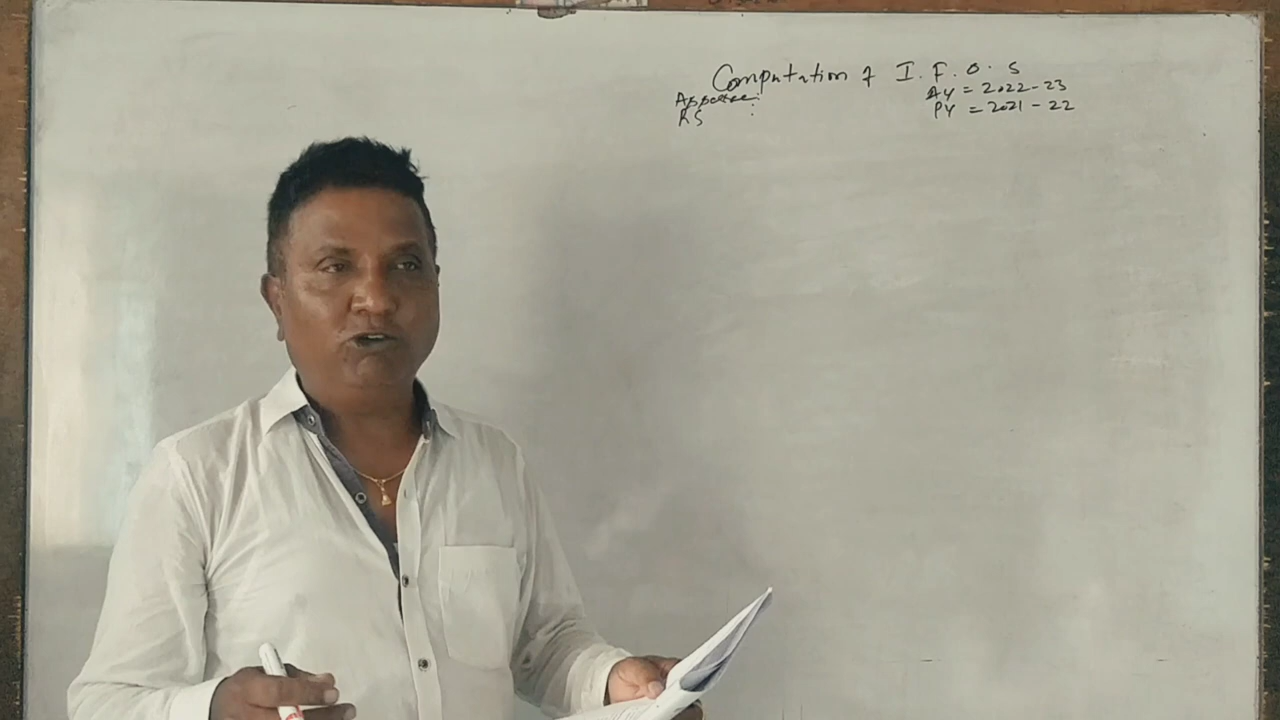 Computation of I. F. O. S
Assessee:
AY = 2022-23
RS :
PY = 2021-22